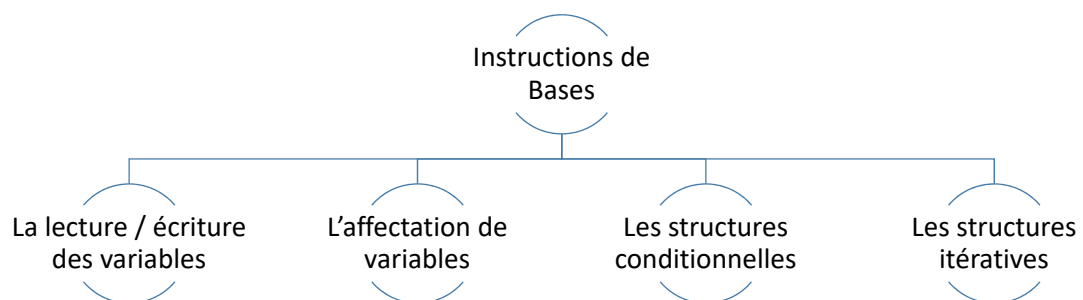 Instructions de
Bases
La lecture / écriture
des variables
L’affectation de
variables
Les structures
conditionnelles
Les structures
itératives